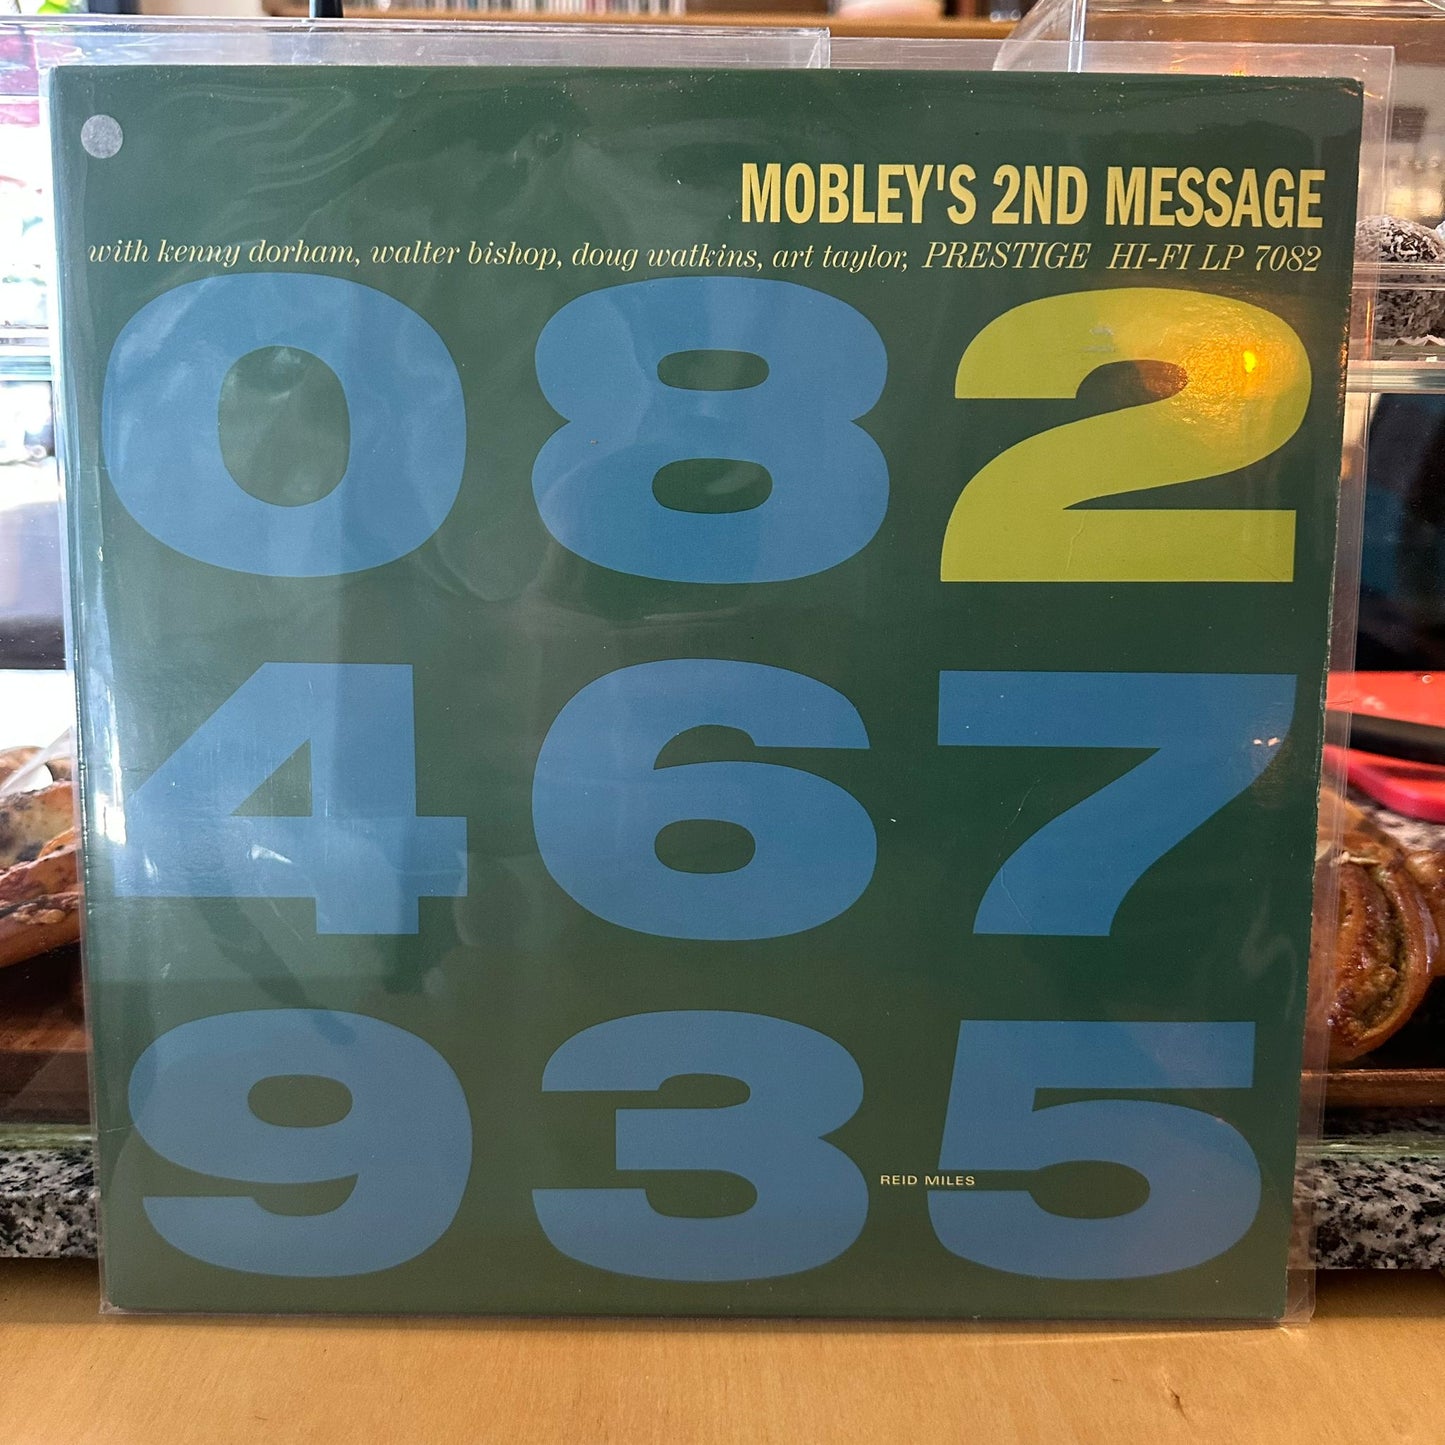 MOBLEY'S 2ND MESSAGE
with kenny dorham, walter bishop, doug watkins, art taylor, PRESTIGE HI-FI LP 7082
082
467
935
REID MILES